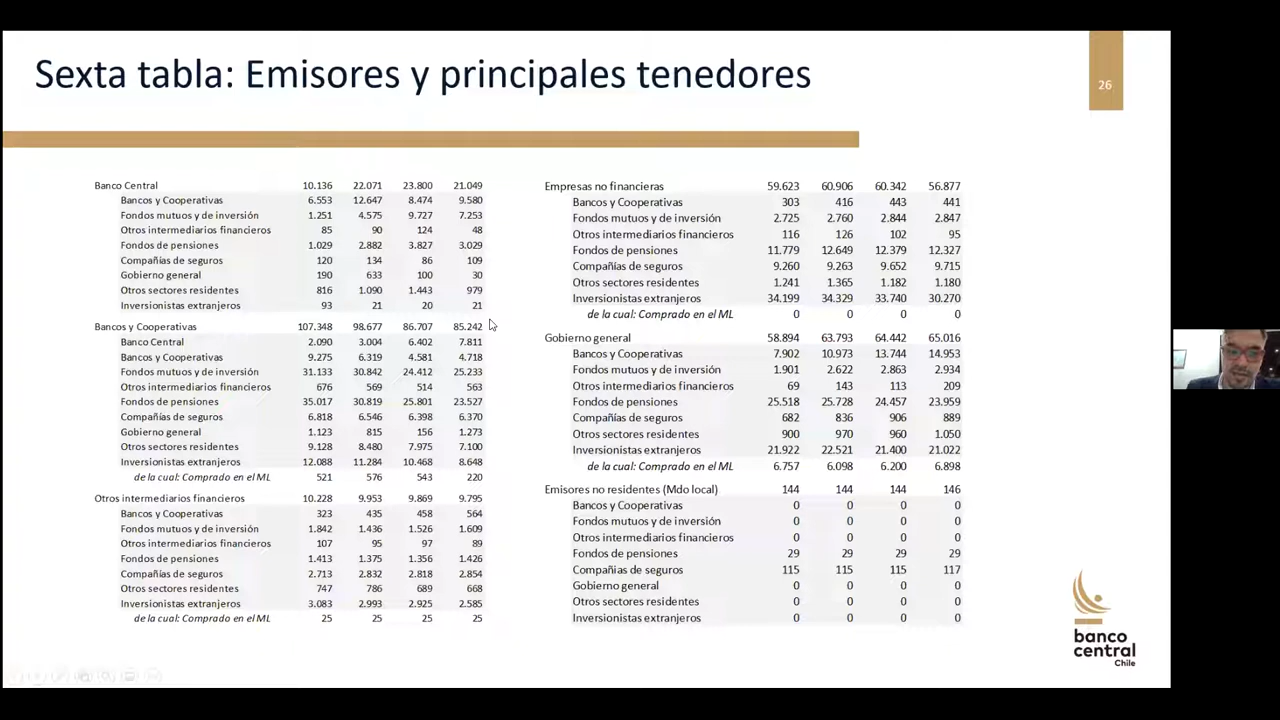 Sexta tabla: Emisores y principales tenedores
26
Banco Central 10.136 22.071 23.800 21.049
Bancos y Cooperativas 6.553 12.647 8.474 9.580
Fondos mutuos y de inversión 1.251 4.575 9.727 7.253
Otros intermediarios financieros 85 90 124 48
Fondos de pensiones 1.029 2.882 3.827 3.029
Compañías de seguros 120 134 86 109
Gobierno general 190 633 100 30
Otros sectores residentes 816 1.090 1.443 979
Inversionistas extranjeros 93 21 20 21
Bancos y Cooperativas 107.348 98.677 86.707 85.242
Banco Central 2.090 3.004 6.402 7.811
Bancos y Cooperativas 9.275 6.319 4.581 4.718
Fondos mutuos y de inversión 31.133 30.842 24.412 25.233
Otros intermediarios financieros 676 569 514 563
Fondos de pensiones 35.017 30.819 25.801 23.527
Compañías de seguros 6.818 6.546 6.398 6.370
Gobierno general 1.123 815 156 1.273
Otros sectores residentes 9.128 8.480 7.975 7.100
Inversionistas extranjeros 12.088 11.284 10.468 8.648
de la cual: Comprado en el ML 521 576 543 220
Otros intermediarios financieros 10.228 9.953 9.869 9.795
Bancos y Cooperativas 323 435 458 564
Fondos mutuos y de inversión 1.842 1.436 1.526 1.609
Otros intermediarios financieros 107 95 97 89
Fondos de pensiones 1.413 1.375 1.356 1.426
Compañías de seguros 2.713 2.832 2.818 2.854
Otros sectores residentes 747 786 689 668
Inversionistas extranjeros 3.083 2.993 2.925 2.585
de la cual: Comprado en el ML 25 25 25 25
Empresas no financieras 59.623 60.906 60.342 56.877
Bancos y Cooperativas 303 416 443 441
Fondos mutuos y de inversión 2.725 2.760 2.844 2.847
Otros intermediarios financieros 116 126 102 95
Fondos de pensiones 11.779 12.649 12.379 12.327
Compañías de seguros 9.260 9.263 9.652 9.715
Otros sectores residentes 1.241 1.365 1.182 1.180
Inversionistas extranjeros 34.199 34.329 33.740 30.270
de la cual: Comprado en el ML 0 0 0 0
Gobierno general 58.894 63.793 64.442 65.016
Bancos y Cooperativas 7.902 10.973 13.744 14.953
Fondos mutuos y de inversión 1.901 2.622 2.863 2.934
Otros intermediarios financieros 69 143 113 209
Fondos de pensiones 25.518 25.728 24.457 23.959
Compañías de seguros 682 836 906 889
Otros sectores residentes 900 970 960 1.050
Inversionistas extranjeros 21.922 22.521 21.400 21.022
de la cual: Comprado en el ML 6.757 6.098 6.200 6.898
Emisores no residentes (Mdo local) 144 144 144 146
Bancos y Cooperativas 0 0 0 0
Fondos mutuos y de inversión 0 0 0 0
Otros intermediarios financieros 0 0 0 0
Fondos de pensiones 29 29 29 29
Compañias de seguros 115 115 115 117
Gobierno general 0 0 0 0
Otros sectores residentes 0 0 0 0
Inversionistas extranjeros 0 0 0 0
banco
central
Chile